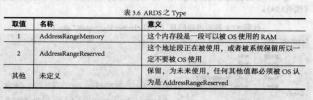 表 3.6 ARDS 之 Type
取值 名称 意义
1 AddressRangeMemory 这个内存段是一段可以被 OS 使用的 RAM
2 AddressRangeReserved 这个地址段正在被使用，或者被系统保留所以一
定不要被 OS 使用
其他 未定义 保留，为未来使用，任何其他值都必须被 OS 认
为是 AddressRangeReserved